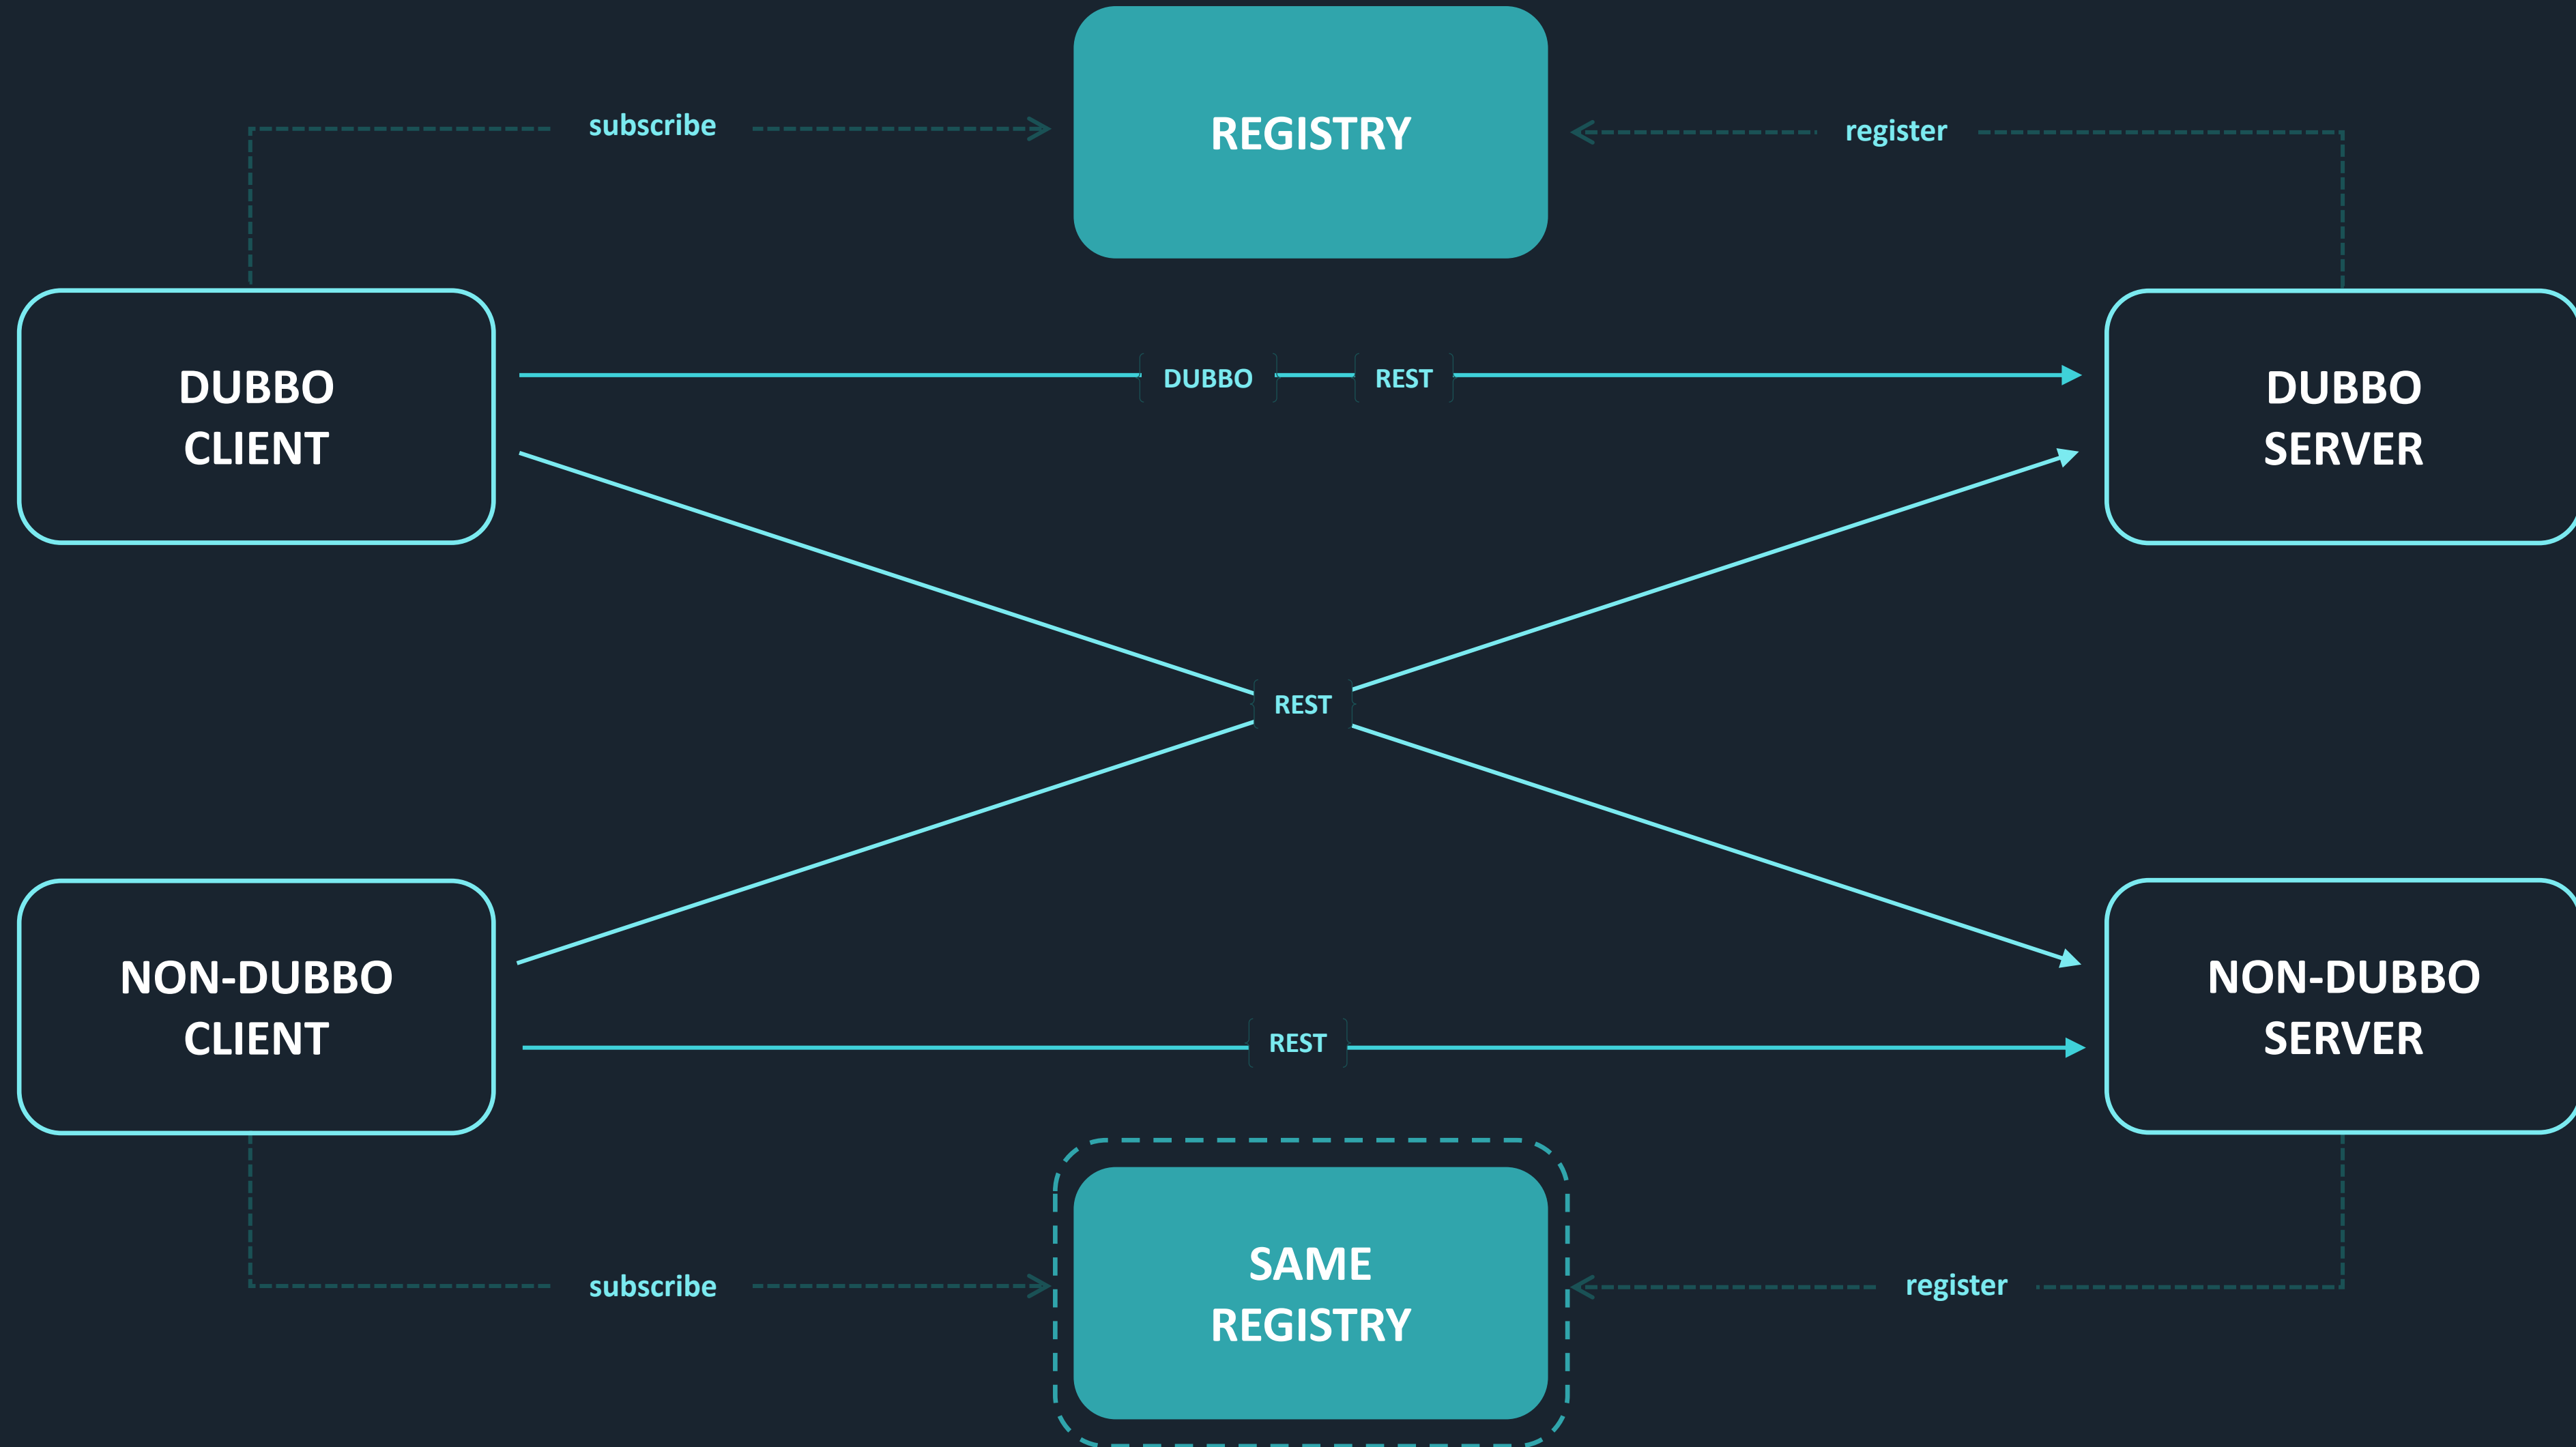 REGISTRY
subscribe
register
DUBBO
CLIENT
DUBBO
REST
DUBBO
SERVER
REST
NON-DUBBO
CLIENT
REST
NON-DUBBO
SERVER
subscribe
SAME
REGISTRY
register